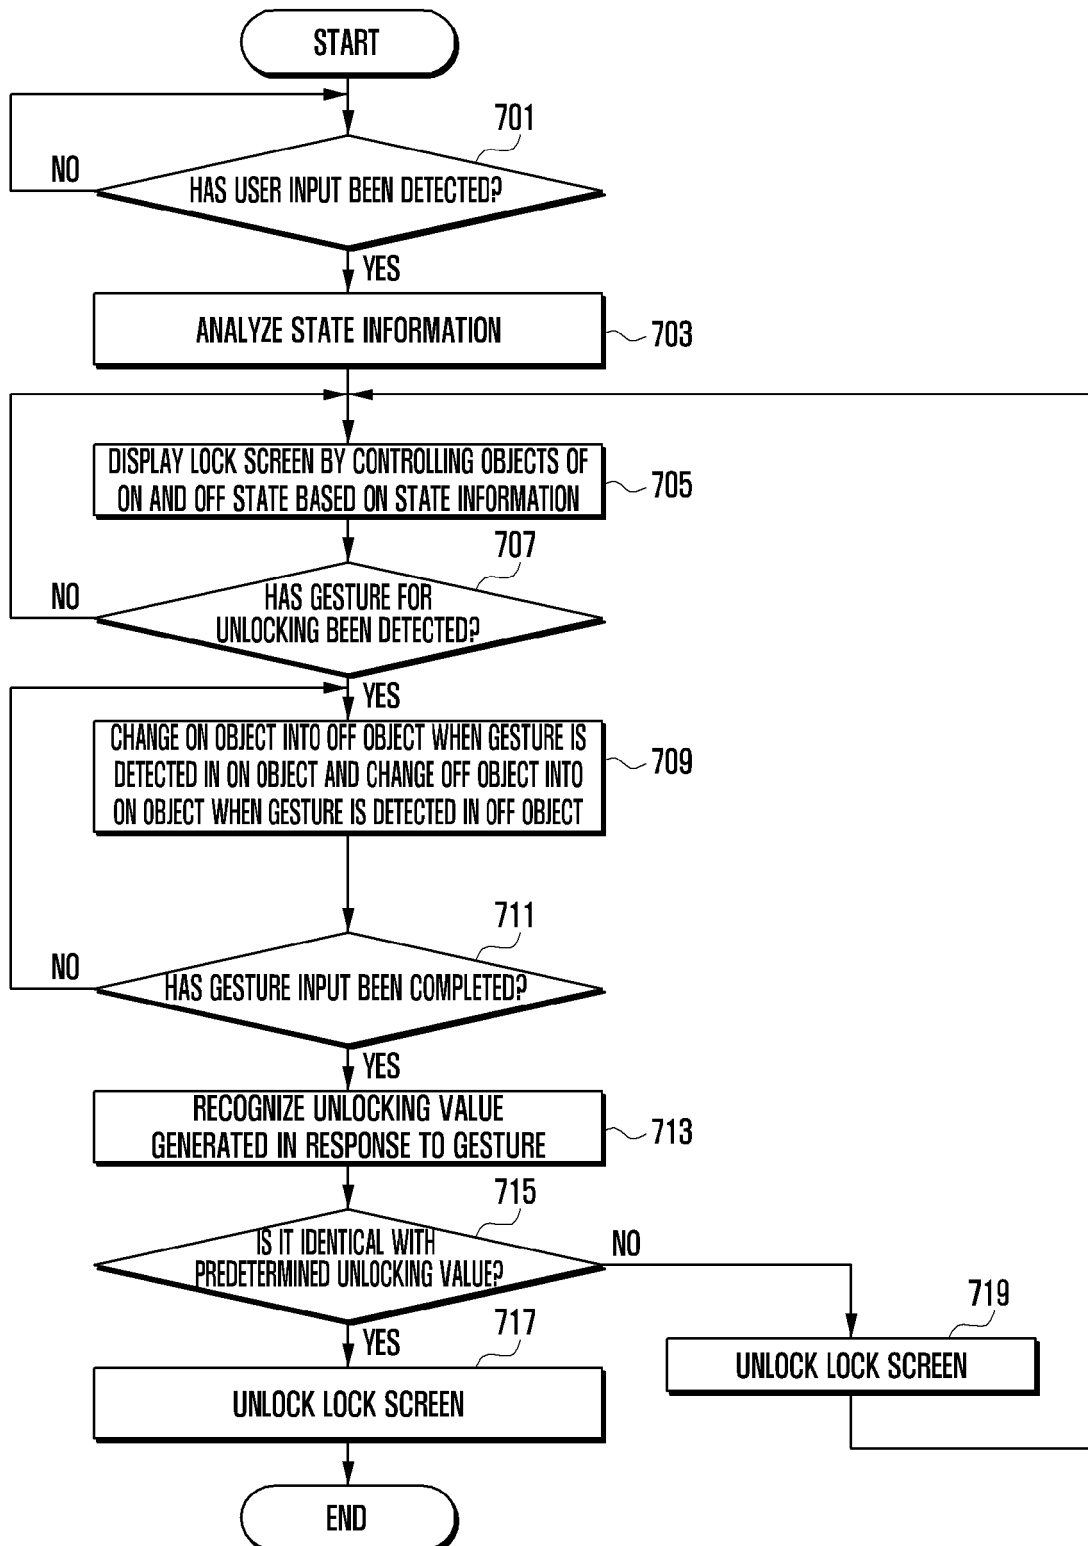 START
701
NO
HAS USER INPUT BEEN DETECTED?
YES
ANALYZE STATE INFORMATION
703
DISPLAY LOCK SCREEN BY CONTROLLING OBJECTS OF
ON AND OFF STATE BASED ON STATE INFORMATION
705
707
NO
HAS GESTURE FOR
UNLOCKING BEEN DETECTED?
YES
CHANGE ON OBJECT INTO OFF OBJECT WHEN GESTURE IS
DETECTED IN ON OBJECT AND CHANGE OFF OBJECT INTO
ON OBJECT WHEN GESTURE IS DETECTED IN OFF OBJECT
709
711
NO
HAS GESTURE INPUT BEEN COMPLETED?
YES
RECOGNIZE UNLOCKING VALUE
GENERATED IN RESPONSE TO GESTURE
713
715
IS IT IDENTICAL WITH
PREDETERMINED UNLOCKING VALUE?
NO
YES
717
UNLOCK LOCK SCREEN
719
UNLOCK LOCK SCREEN
END